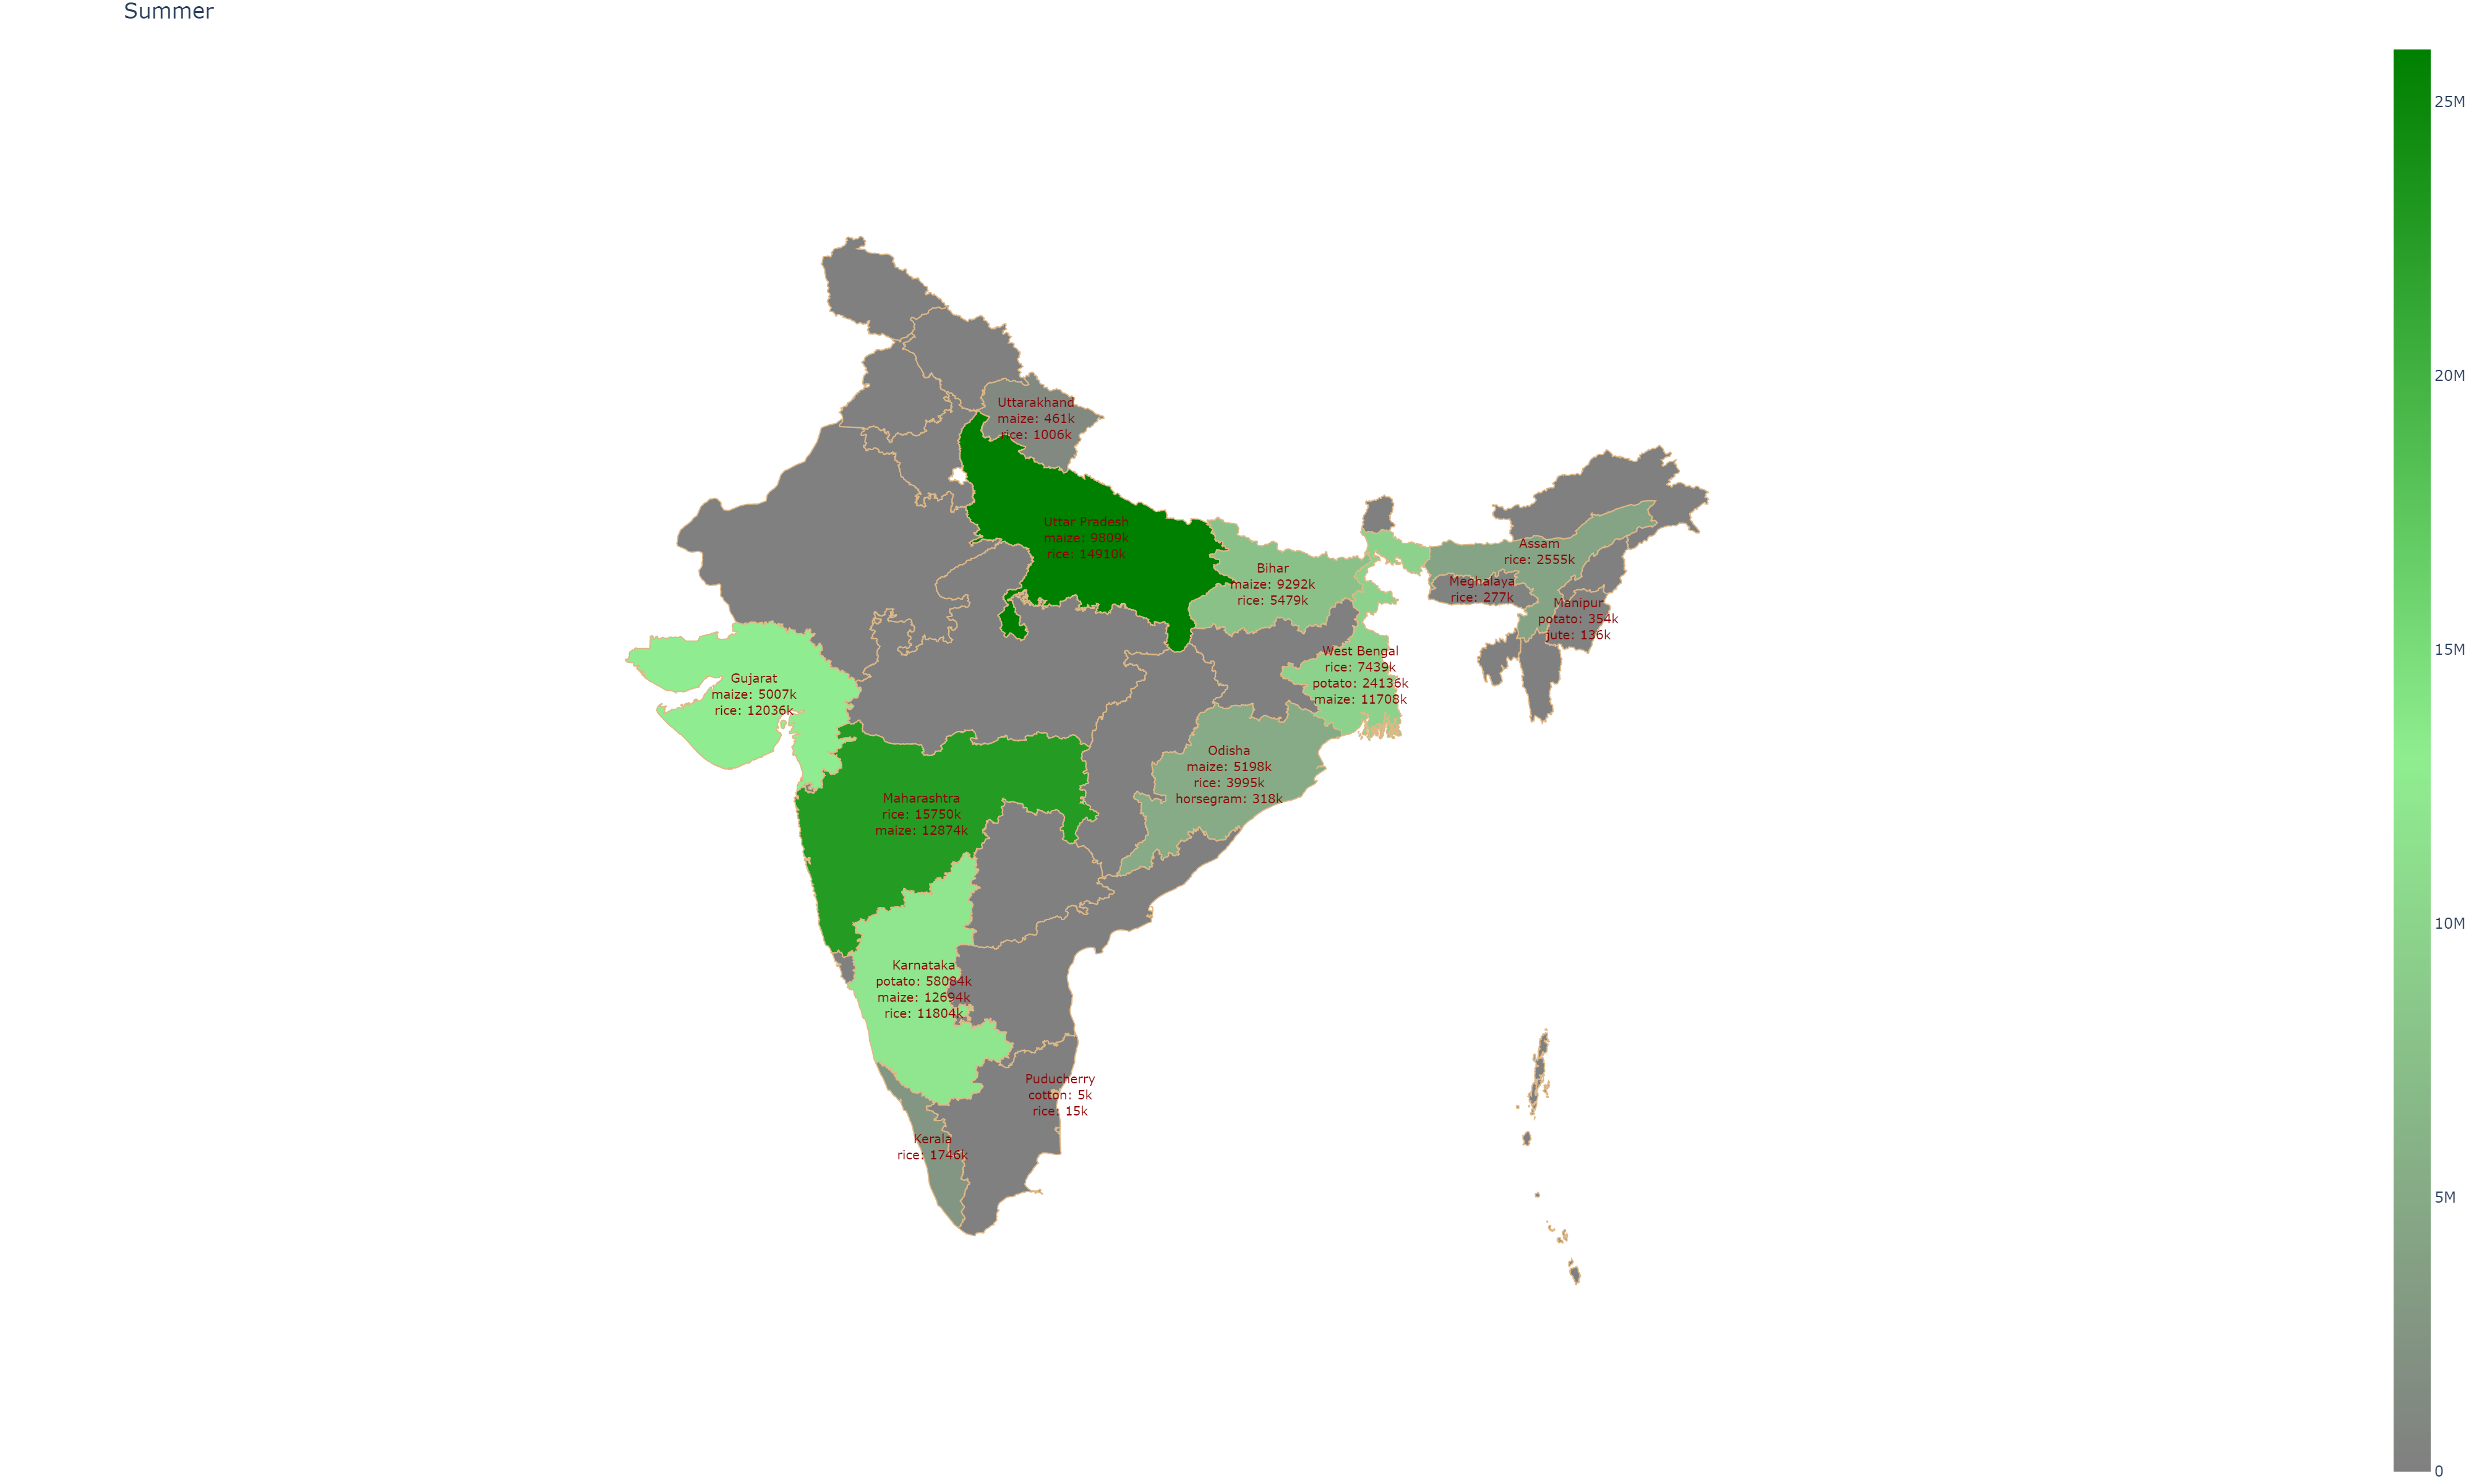 Summer
Uttarakhand
maize: 461k
rice: 1006k
Uttar Pradesh
maize: 9809k
rice: 14910k
Bihar
maize: 9292k
rice: 5479k
Assam
rice: 2555k
Meghalaya
rice: 277k
Manipur
potato: 354k
jute: 136k
West Bengal
rice: 7439k
potato: 24136k
maize: 11708k
Gujarat
maize: 5007k
rice: 12036k
Odisha
maize: 5198k
rice: 3995k
horsegram: 318k
Maharashtra
rice: 15750k
maize: 12874k
Karnataka
potato: 58084k
maize: 12694k
rice: 11804k
Puducherry
cotton: 5k
rice: 15k
Kerala
rice: 1746k
25M
20M
15M
10M
5M
0